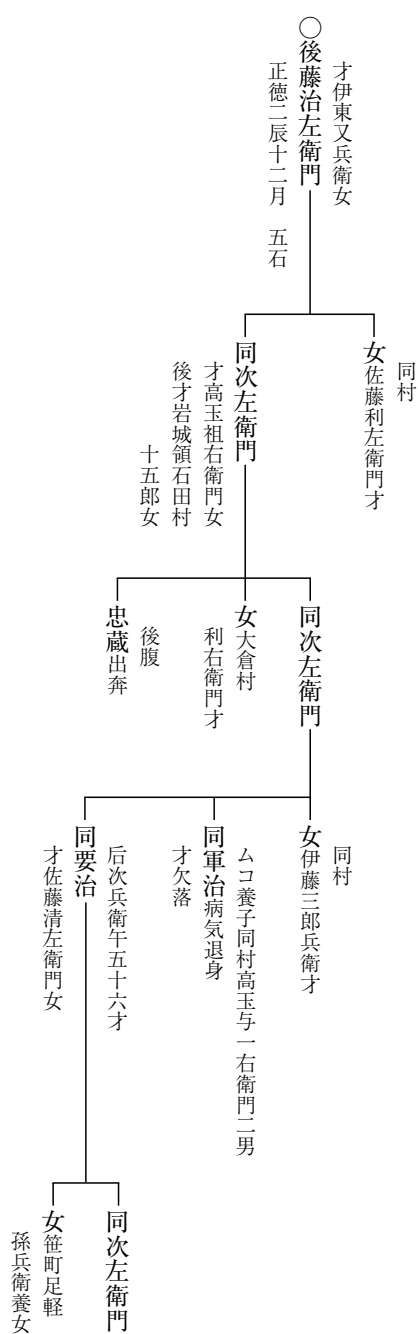 才伊東又兵衛女
○後藤治左衛門
正徳二辰十二月 五石
同村
女佐藤利左衛門才
同次左衛門
才高玉祖右衛門女
後才岩城領石田村
十五郎女
同次左衛門
女大倉村
利右衛門才
後腹
忠蔵出奔
同村
女伊藤三郎兵衛才
ムコ養子同村高玉与一右衛門二男
同軍治病気退身
才欠落
后次兵衛午五十六才
同要治
才佐藤清左衛門女
同次左衛門
女笹町足軽
孫兵衛養女